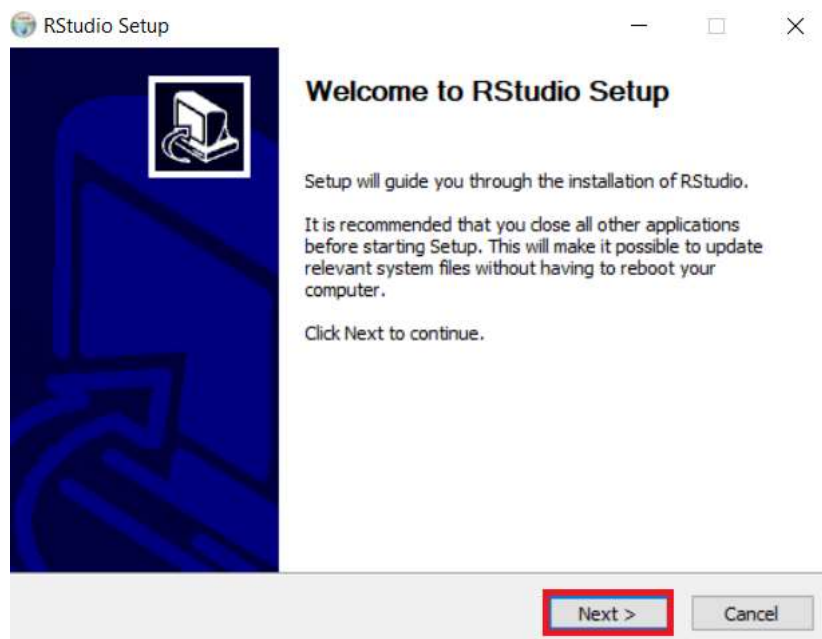 RStudio Setup
Welcome to RStudio Setup
Setup will guide you through the installation of RStudio.
It is recommended that you close all other applications
before starting Setup. This will make it possible to update
relevant system files without having to reboot your
computer.
Click Next to continue.
Next >
Cancel